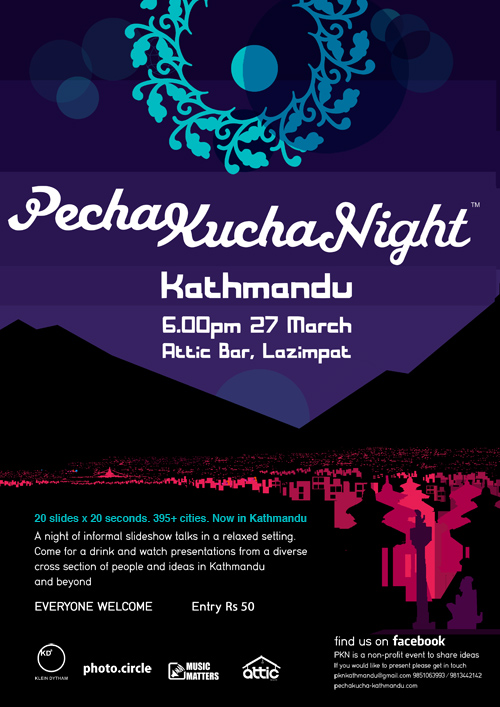 PechaKuchaNight™
Kathmandu
6.00pm 27 March
Attic Bar, Lazimpat
20 slides x 20 seconds. 395+ cities. Now in Kathmandu
A night of informal slideshow talks in a relaxed setting.
Come for a drink and watch presentations from a diverse
cross section of people and ideas in Kathmandu
and beyond
EVERYONE WELCOME Entry Rs 50
KD
KLEIN DYTHAM
photo.circle
MUSIC
MATTERS
attic
find us on facebook
PKN is a non-profit event to share ideas
If you would like to present please get in touch
pknkathmandu@gmail.com 9851063993 / 9813442142
pechakucha-kathmandu.com